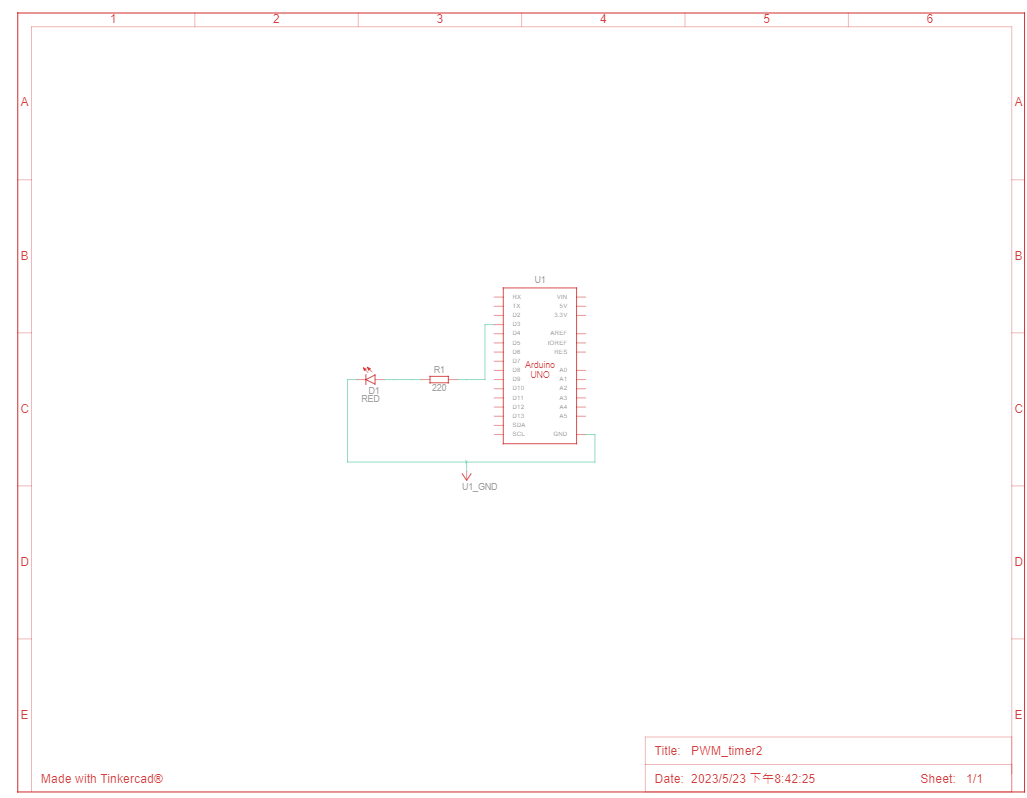 1 2 3 4 5 6
A A
B B
U1
RX VIN
TX 5V
D2 3.3V
D3
D4 AREF
D5 IOREF
D6 RES
D7
Arduino
UNO
D8 A0
D9 A1
D10 A2
D11 A3
D12 A4
D13 A5
SDA
SCL GND
R1
220
D1
RED
C C
U1_GND
D D
E E
Title: PWM_timer2
Made with Tinkercad®
Date: 2023/5/23 下午8:42:25 Sheet: 1/1